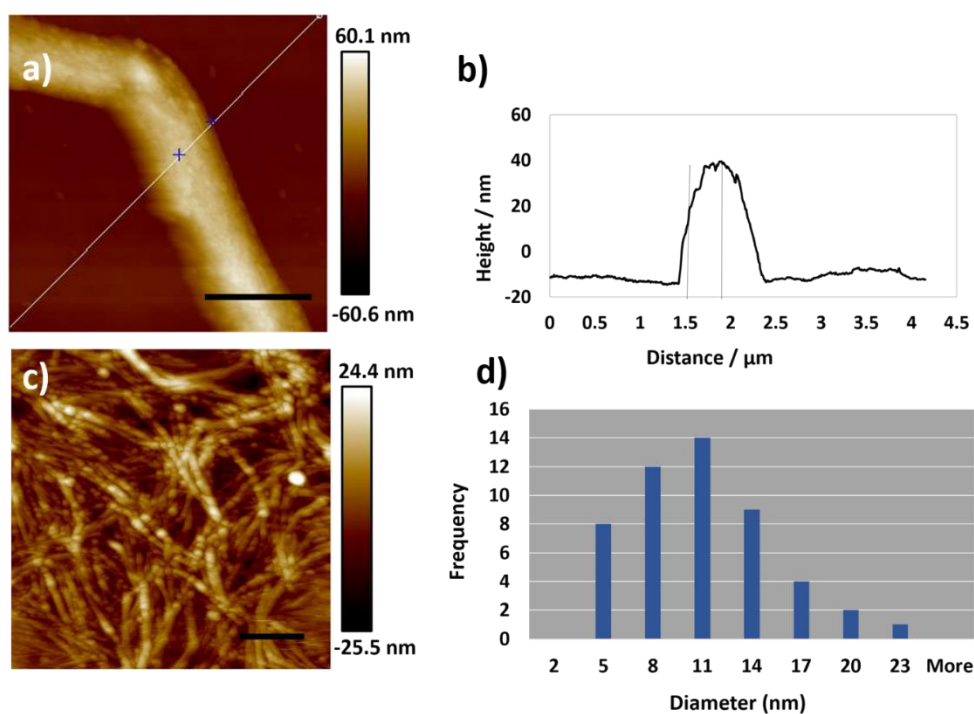 a)
60.1 nm
-60.6 nm
b)
Height / nm
60
40
20
0
-20
0 0.5 1 1.5 2 2.5 3 3.5 4 4.5
Distance / µm
c)
24.4 nm
-25.5 nm
d)
Frequency
16
14
12
10
8
6
4
2
0
2 5 8 11 14 17 20 23 More
Diameter (nm)